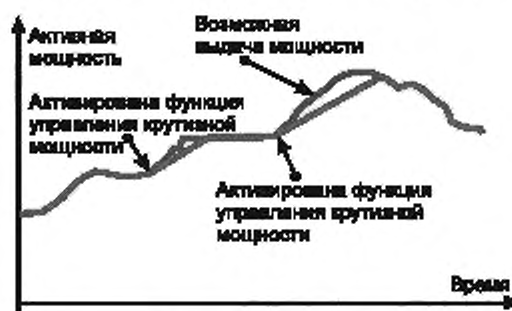 Активная
мощность
Возможная
выдача мощности
Активирована функция
управления крутизной
мощности
Активирована функция
управления крутизной
мощности
Время